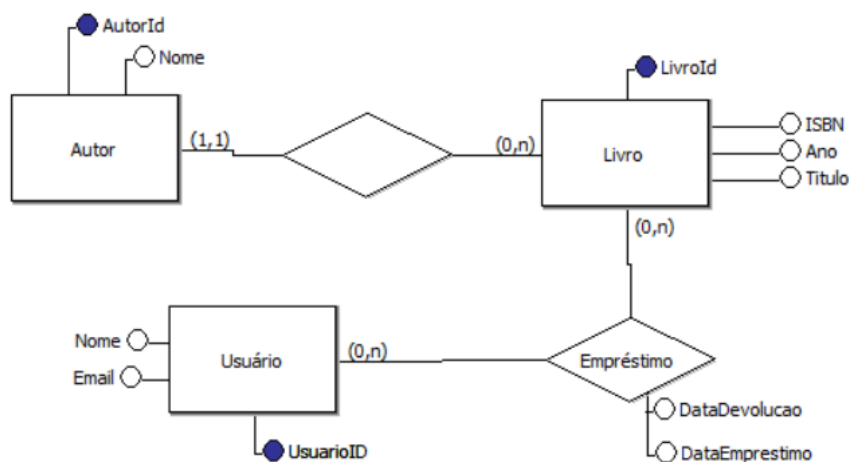 AutorId
Nome
Autor
(1,1)
(0,n)
LivroId
Livro
ISBN
Ano
Titulo
(0,n)
Nome
Email
Usuário
(0,n)
UsuarioID
Empréstimo
DataDevolucao
DataEmprestimo